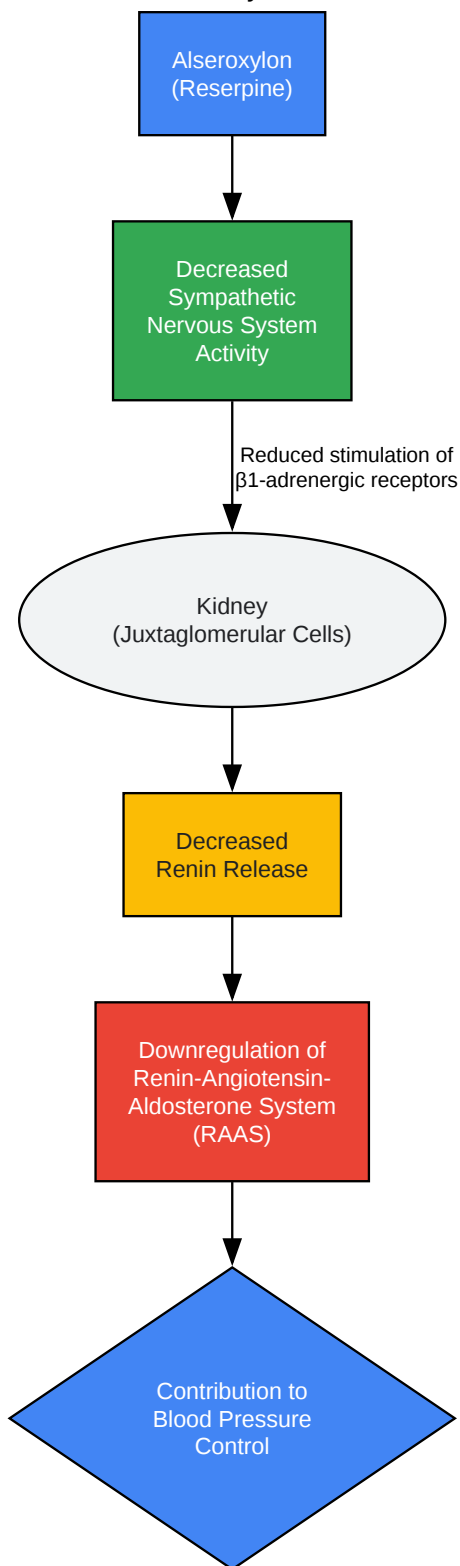 Alseroxylon
(Reserpine)
Decreased
Sympathetic
Nervous System
Activity
Reduced stimulation of
β1-adrenergic receptors
Kidney
(Juxtaglomerular Cells)
Decreased
Renin Release
Downregulation of
Renin-Angiotensin-
Aldosterone System
(RAAS)
Contribution to
Blood Pressure
Control